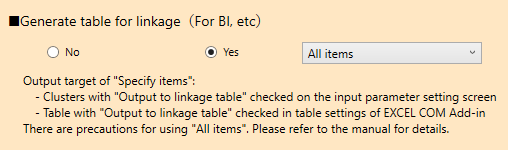 ■Generate table for linkage（For BI, etc）
No Yes All items
Output target of "Specify items":
- Clusters with "Output to linkage table" checked on the input parameter setting screen
- Table with "Output to linkage table" checked in table settings of EXCEL COM Add-in
There are precautions for using "All items". Please refer to the manual for details.